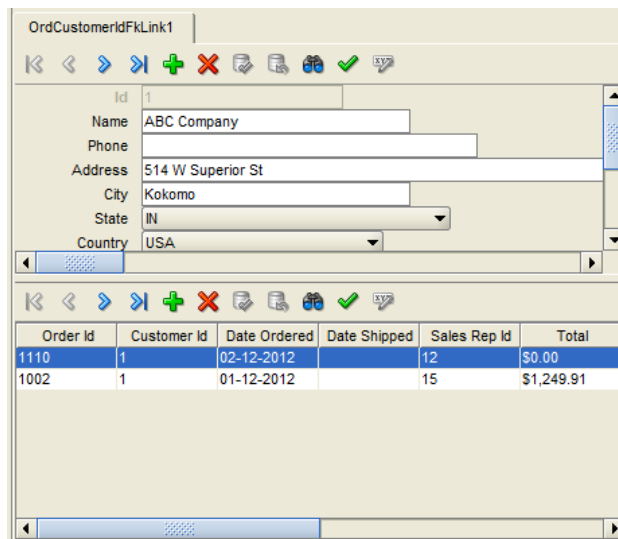 OrdCustomerIdFkLink1
Id 1
Name ABC Company
Phone
Address 514 W Superior St
City Kokomo
State IN
Country USA
Order Id Customer Id Date Ordered Date Shipped Sales Rep Id Total
1110 1 02-12-2012 12 $0.00
1002 1 01-12-2012 15 $1,249.91